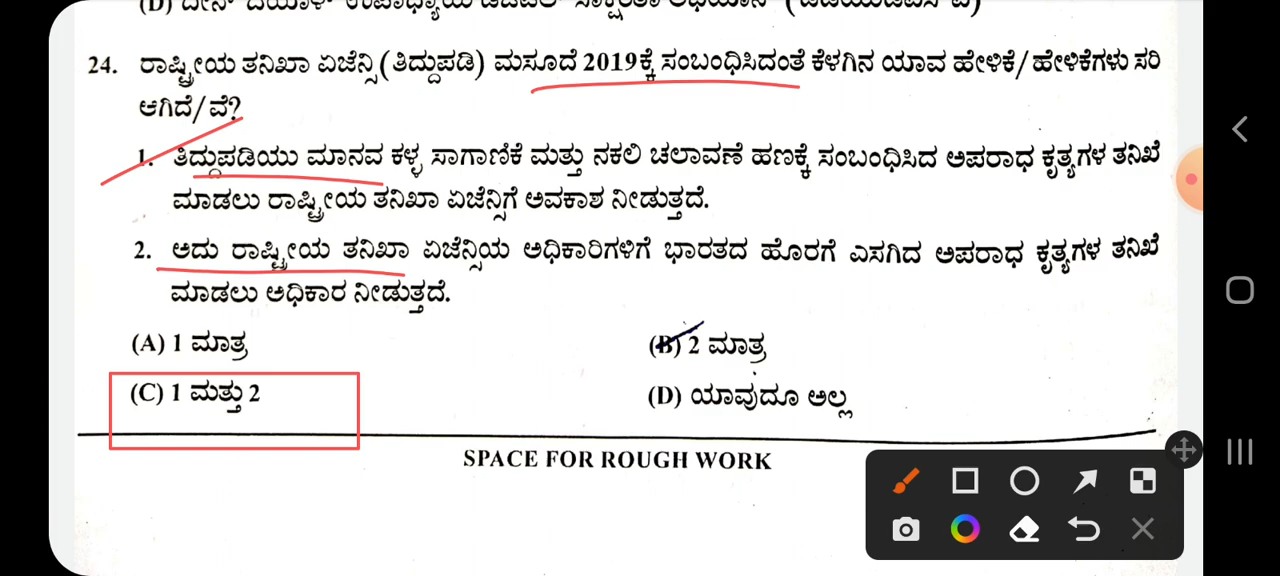 24. ರಾಷ್ಟ್ರೀಯ ತನಿಖಾ ಏಜೆನ್ಸಿ (ತಿದ್ದುಪಡಿ) ಮಸೂದೆ 2019ಕ್ಕೆ ಸಂಬಂಧಿಸಿದಂತೆ ಕೆಳಗಿನ ಯಾವ ಹೇಳಿಕೆ/ಹೇಳಿಕೆಗಳು ಸರಿ
ಆಗಿದೆ/ವೆ?
1. ತಿದ್ದುಪಡಿಯು ಮಾನವ ಕಳ್ಳ ಸಾಗಾಣಿಕೆ ಮತ್ತು ನಕಲಿ ಚಲಾವಣೆ ಹಣಕ್ಕೆ ಸಂಬಂಧಿಸಿದ ಅಪರಾಧ ಕೃತ್ಯಗಳ ತನಿಖೆ
ಮಾಡಲು ರಾಷ್ಟ್ರೀಯ ತನಿಖಾ ಏಜೆನ್ಸಿಗೆ ಅವಕಾಶ ನೀಡುತ್ತದೆ.
2. ಅದು ರಾಷ್ಟ್ರೀಯ ತನಿಖಾ ಏಜೆನ್ಸಿಯ ಅಧಿಕಾರಿಗಳಿಗೆ ಭಾರತದ ಹೊರಗೆ ಎಸಗಿದ ಅಪರಾಧ ಕೃತ್ಯಗಳ ತನಿಖೆ
ಮಾಡಲು ಅಧಿಕಾರ ನೀಡುತ್ತದೆ.
(A) 1 ಮಾತ್ರ (B) 2 ಮಾತ್ರ
(C) 1 ಮತ್ತು 2 (D) ಯಾವುದೂ ಅಲ್ಲ
SPACE FOR ROUGH WORK